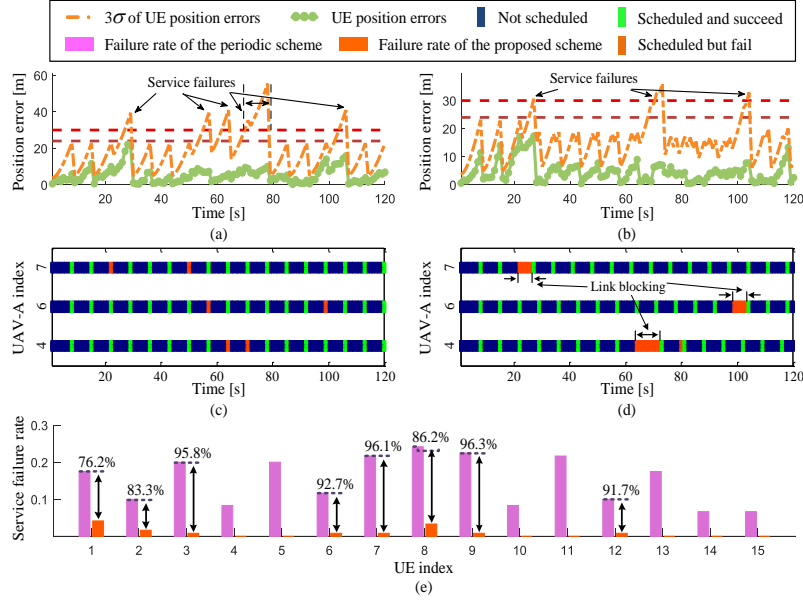 3σ of UE position errors
UE position errors
Not scheduled
Scheduled and succeed
Failure rate of the periodic scheme
Failure rate of the proposed scheme
Scheduled but fail
Position error [m]
60
40
20
0
Service failures
20 40 60 80 100 120
Time [s]
(a)
Position error [m]
30
20
10
0
Service failures
20 40 60 80 100 120
Time [s]
(b)
UAV-A index
7
6
4
20 40 60 80 100 120
Time [s]
(c)
UAV-A index
7
6
4
Link blocking
20 40 60 80 100 120
Time [s]
(d)
Service failure rate
0.3
0.2
0.1
76.2%
83.3%
95.8%
92.7%
96.1%
86.2%
96.3%
91.7%
1 2 3 4 5 6 7 8 9 10 11 12 13 14 15
UE index
(e)